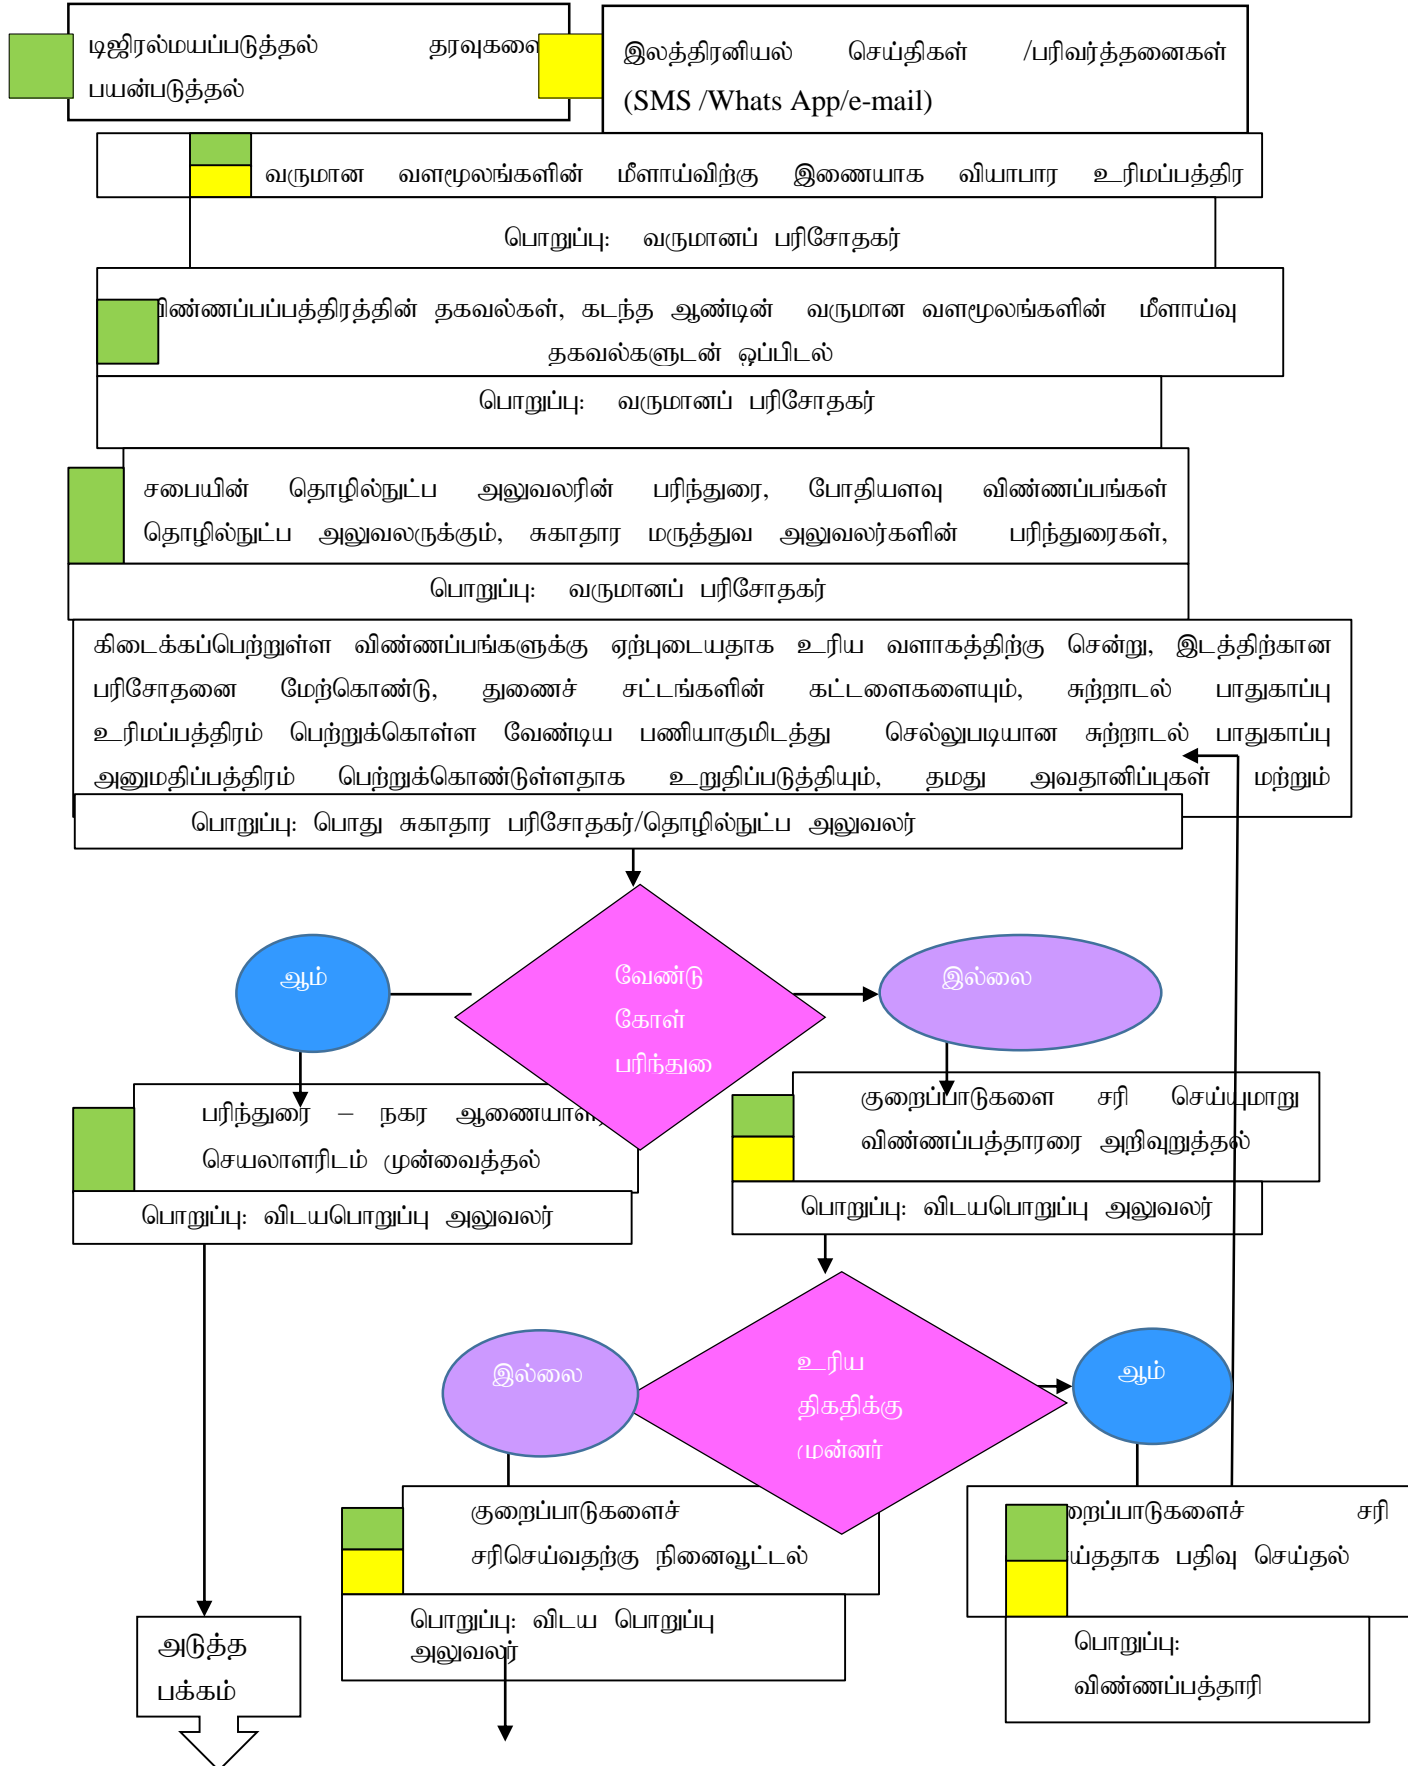 டிஜிரல்மயப்படுத்தல் தரவுகளை
பயன்படுத்தல்
இலத்திரனியல் செய்திகள் /பரிவர்த்தனைகள்
(SMS /Whats App/e-mail)
வருமான வளமூலங்களின் மீளாய்விற்கு இணையாக வியாபார உரிமப்பத்திர
பொறுப்பு: வருமானப் பரிசோதகர்
விண்ணப்பப்பத்திரத்தின் தகவல்கள், கடந்த ஆண்டின் வருமான வளமூலங்களின் மீளாய்வு
தகவல்களுடன் ஒப்பிடல்
பொறுப்பு: வருமானப் பரிசோதகர்
சபையின் தொழில்நுட்ப அலுவலரின் பரிந்துரை, போதியளவு விண்ணப்பங்கள்
தொழில்நுட்ப அலுவலருக்கும், சுகாதார மருத்துவ அலுவலர்களின் பரிந்துரைகள்,
பொறுப்பு: வருமானப் பரிசோதகர்
கிடைக்கப்பெற்றுள்ள விண்ணப்பங்களுக்கு ஏற்புடையதாக உரிய வளாகத்திற்கு சென்று, இடத்திற்கான
பரிசோதனை மேற்கொண்டு, துணைச் சட்டங்களின் கட்டளைகளையும், சுற்றாடல் பாதுகாப்பு
உரிமப்பத்திரம் பெற்றுக்கொள்ள வேண்டிய பணியாகுமிடத்து செல்லுபடியான சுற்றாடல் பாதுகாப்பு
அனுமதிப்பத்திரம் பெற்றுக்கொண்டுள்ளதாக உறுதிப்படுத்தியும், தமது அவதானிப்புகள் மற்றும்
பொறுப்பு: பொது சுகாதார பரிசோதகர்/தொழில்நுட்ப அலுவலர்
ஆம்
வேண்டு
கோள்
பரிந்துரை
இல்லை
பரிந்துரை – நகர ஆணையாளர்
செயலாளரிடம் முன்வைத்தல்
பொறுப்பு: விடயபொறுப்பு அலுவலர்
குறைப்பாடுகளை சரி செய்யுமாறு
விண்ணப்பத்தாரரை அறிவுறுத்தல்
பொறுப்பு: விடயபொறுப்பு அலுவலர்
இல்லை
உரிய
திகதிக்கு
முன்னர்
ஆம்
குறைப்பாடுகளைச்
சரிசெய்வதற்கு நினைவூட்டல்
பொறுப்பு: விடய பொறுப்பு
அலுவலர்
றைப்பாடுகளைச் சரி
ய்ததாக பதிவு செய்தல்
பொறுப்பு:
விண்ணப்பத்தாரி
அடுத்த
பக்கம்